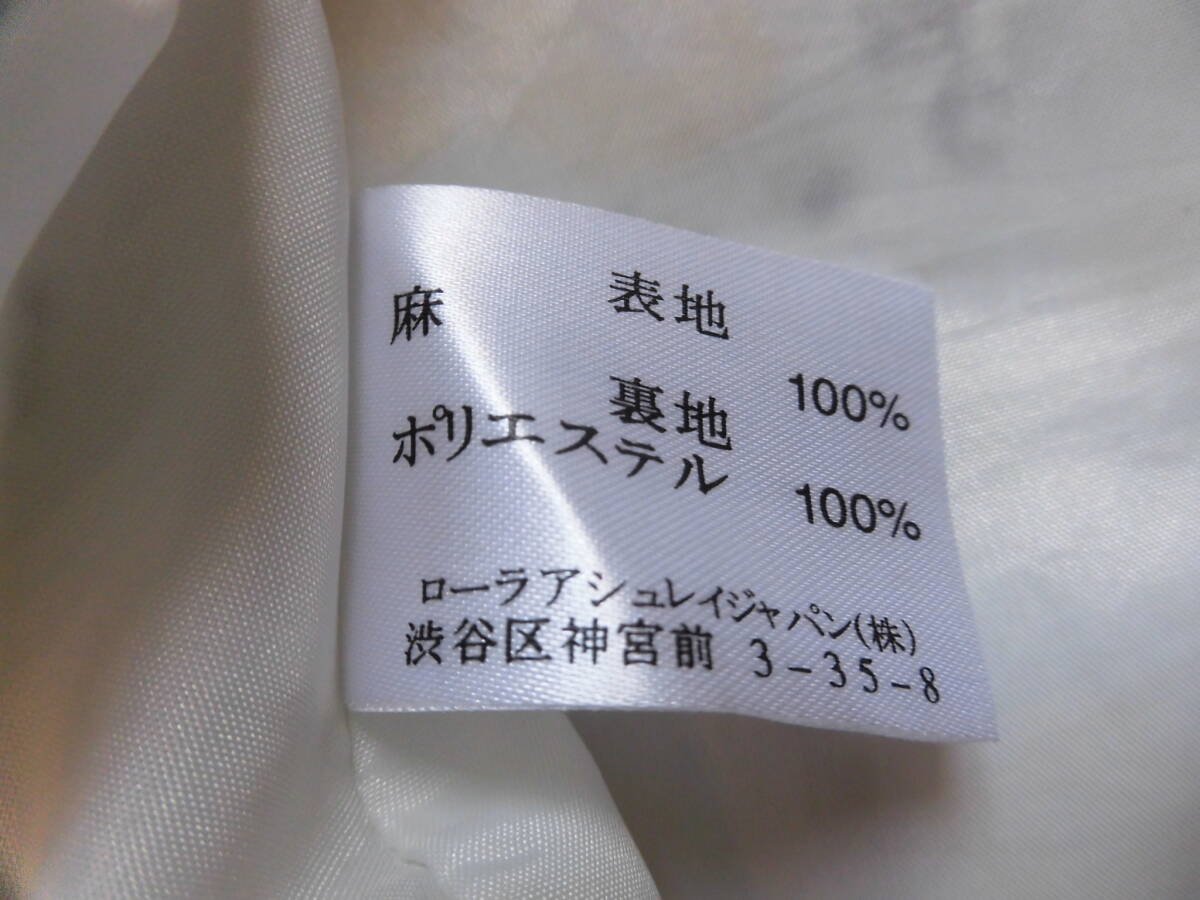 表地
麻 100%
裏地
ポリエステル 100%
ローラアシュレイジャパン(株)
渋谷区神宮前 3-35-8